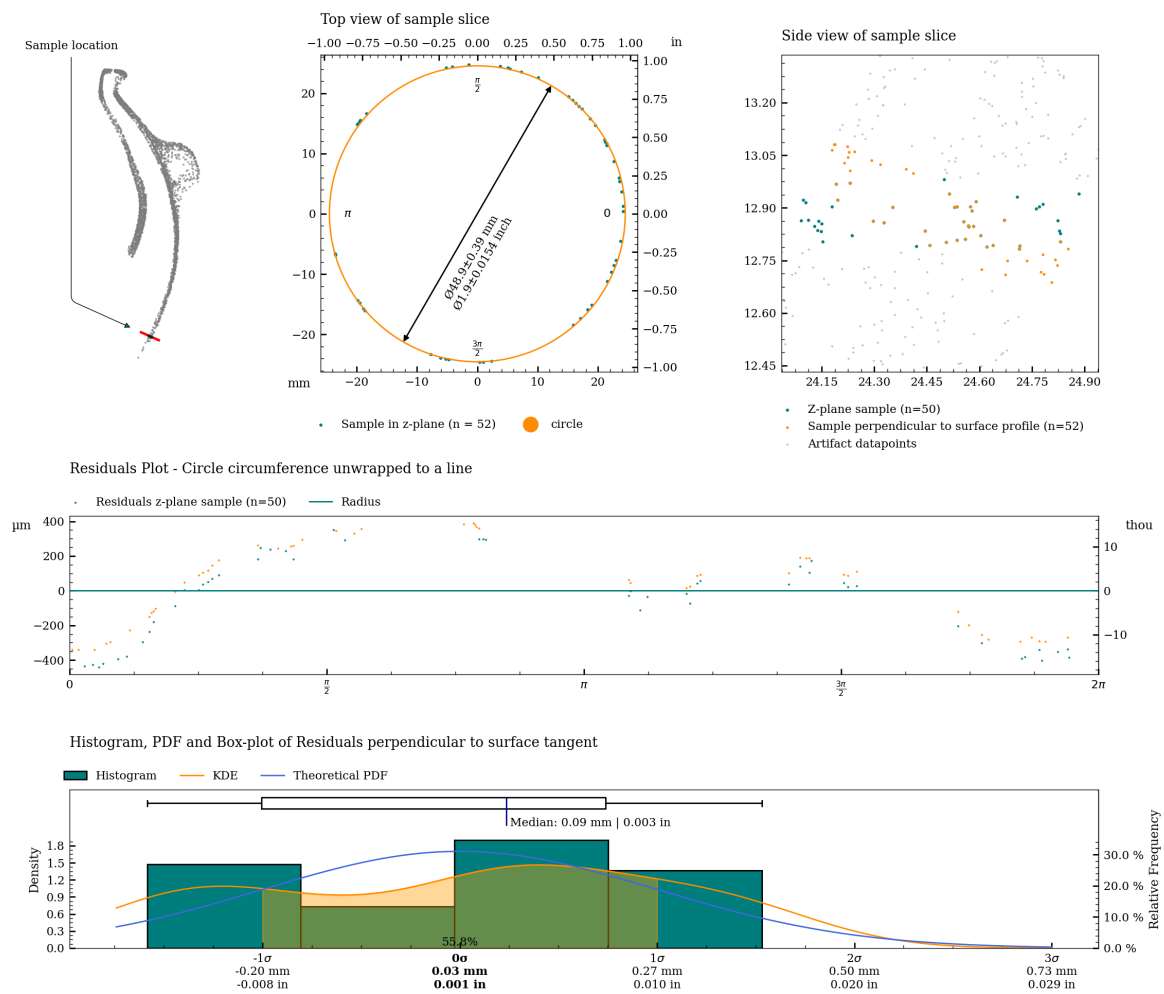 Sample location
Top view of sample slice
−1.00 −0.75 −0.50 −0.25 0.00 0.25 0.50 0.75 1.00 in
20
10
0
−10
−20
mm
1.00
0.75
0.50
0.25
0.00
−0.25
−0.50
−0.75
−1.00
π/2
π
0
3π/2
Ø48.9±0.39 mm
Ø1.9±0.0154 inch
−20 −10 0 10 20
Sample in z-plane (n = 52) circle
Side view of sample slice
13.20
13.05
12.90
12.75
12.60
12.45
24.15 24.30 24.45 24.60 24.75 24.90
Z-plane sample (n=50)
Sample perpendicular to surface profile (n=52)
Artifact datapoints
Residuals Plot - Circle circumference unwrapped to a line
Residuals z-plane sample (n=50) Radius
µm
400
200
0
−200
−400
thou
10
0
−10
0 π/2 π 3π/2 2π
Histogram, PDF and Box-plot of Residuals perpendicular to surface tangent
Histogram KDE Theoretical PDF
Median: 0.09 mm | 0.003 in
Density
1.8
1.5
1.2
0.9
0.6
0.3
0.0
55.8%
Relative Frequency
30.0 %
20.0 %
10.0 %
0.0 %
-1σ 0σ 1σ 2σ 3σ
-0.20 mm 0.03 mm 0.27 mm 0.50 mm 0.73 mm
-0.008 in 0.001 in 0.010 in 0.020 in 0.029 in